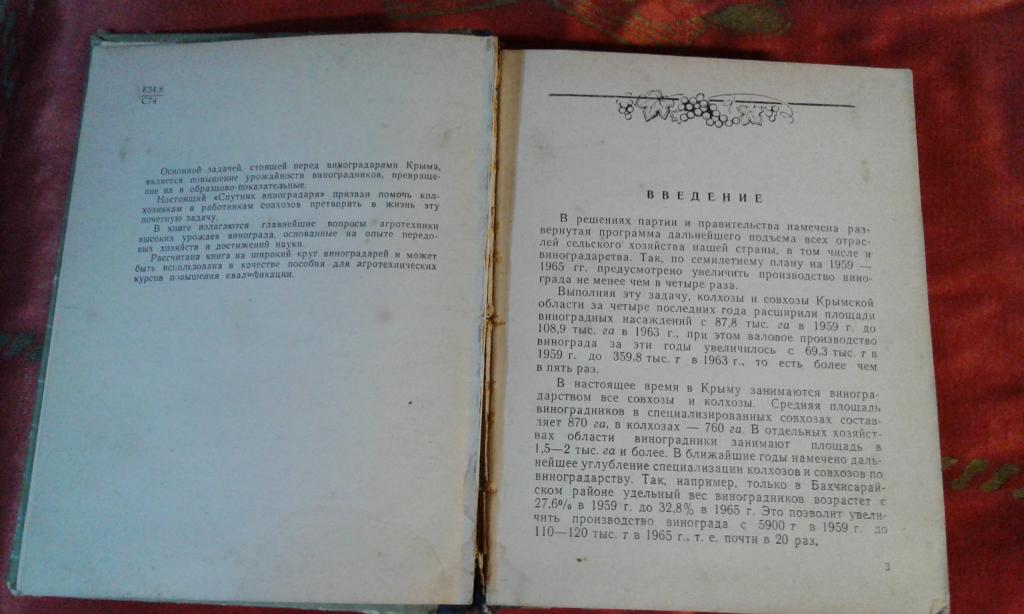 634.8
С74
Основной задачей, стоящей перед виноградарями Крыма,
является повышение урожайности виноградников, превраще-
ние их в образцово-показательные.
Настоящий «Спутник виноградаря» призван помочь кол-
хозникам и работникам совхозов претворить в жизнь эту
почетную задачу.
В книге излагаются главнейшие вопросы агротехники
высоких урожаев винограда, основанные на опыте передо-
вых хозяйств и достижений науки.
Рассчитана книга на широкий круг виноградарей и может
быть использована в качестве пособия для агротехнических
курсов повышения квалификации.
ВВЕДЕНИЕ
В решениях партии и правительства намечена раз-
вернутая программа дальнейшего подъема всех отрас-
лей сельского хозяйства нашей страны, в том числе и
виноградарства. Так, по семилетнему плану на 1959 —
1965 гг. предусмотрено увеличить производство вино-
града не менее чем в четыре раза.
Выполняя эту задачу, колхозы и совхозы Крымской
области за четыре последних года расширили площади
виноградных насаждений с 87,8 тыс. га в 1959 г. до
108,9 тыс. га в 1963 г., при этом валовое производство
винограда за эти годы увеличилось с 69,3 тыс. т в
1959 г. до 359,8 тыс. т в 1963 г., то есть более чем
в пять раз.
В настоящее время в Крыму занимаются виногра-
дарством все совхозы и колхозы. Средняя площадь
виноградников в специализированных совхозах состав-
ляет 870 га, в колхозах — 760 га. В отдельных хозяйст-
вах области виноградники занимают площадь в
1,5—2 тыс. га и более. В ближайшие годы намечено даль-
нейшее углубление специализации колхозов и совхозов по
виноградарству. Так, например, только в Бахчисарай-
ском районе удельный вес виноградников возрастет с
27,6% в 1959 г. до 32,8% в 1965 г. Это позволит увели-
чить производство винограда с 5900 т в 1959 г. до
110—120 тыс. т в 1965 г., т. е. почти в 20 раз.
3